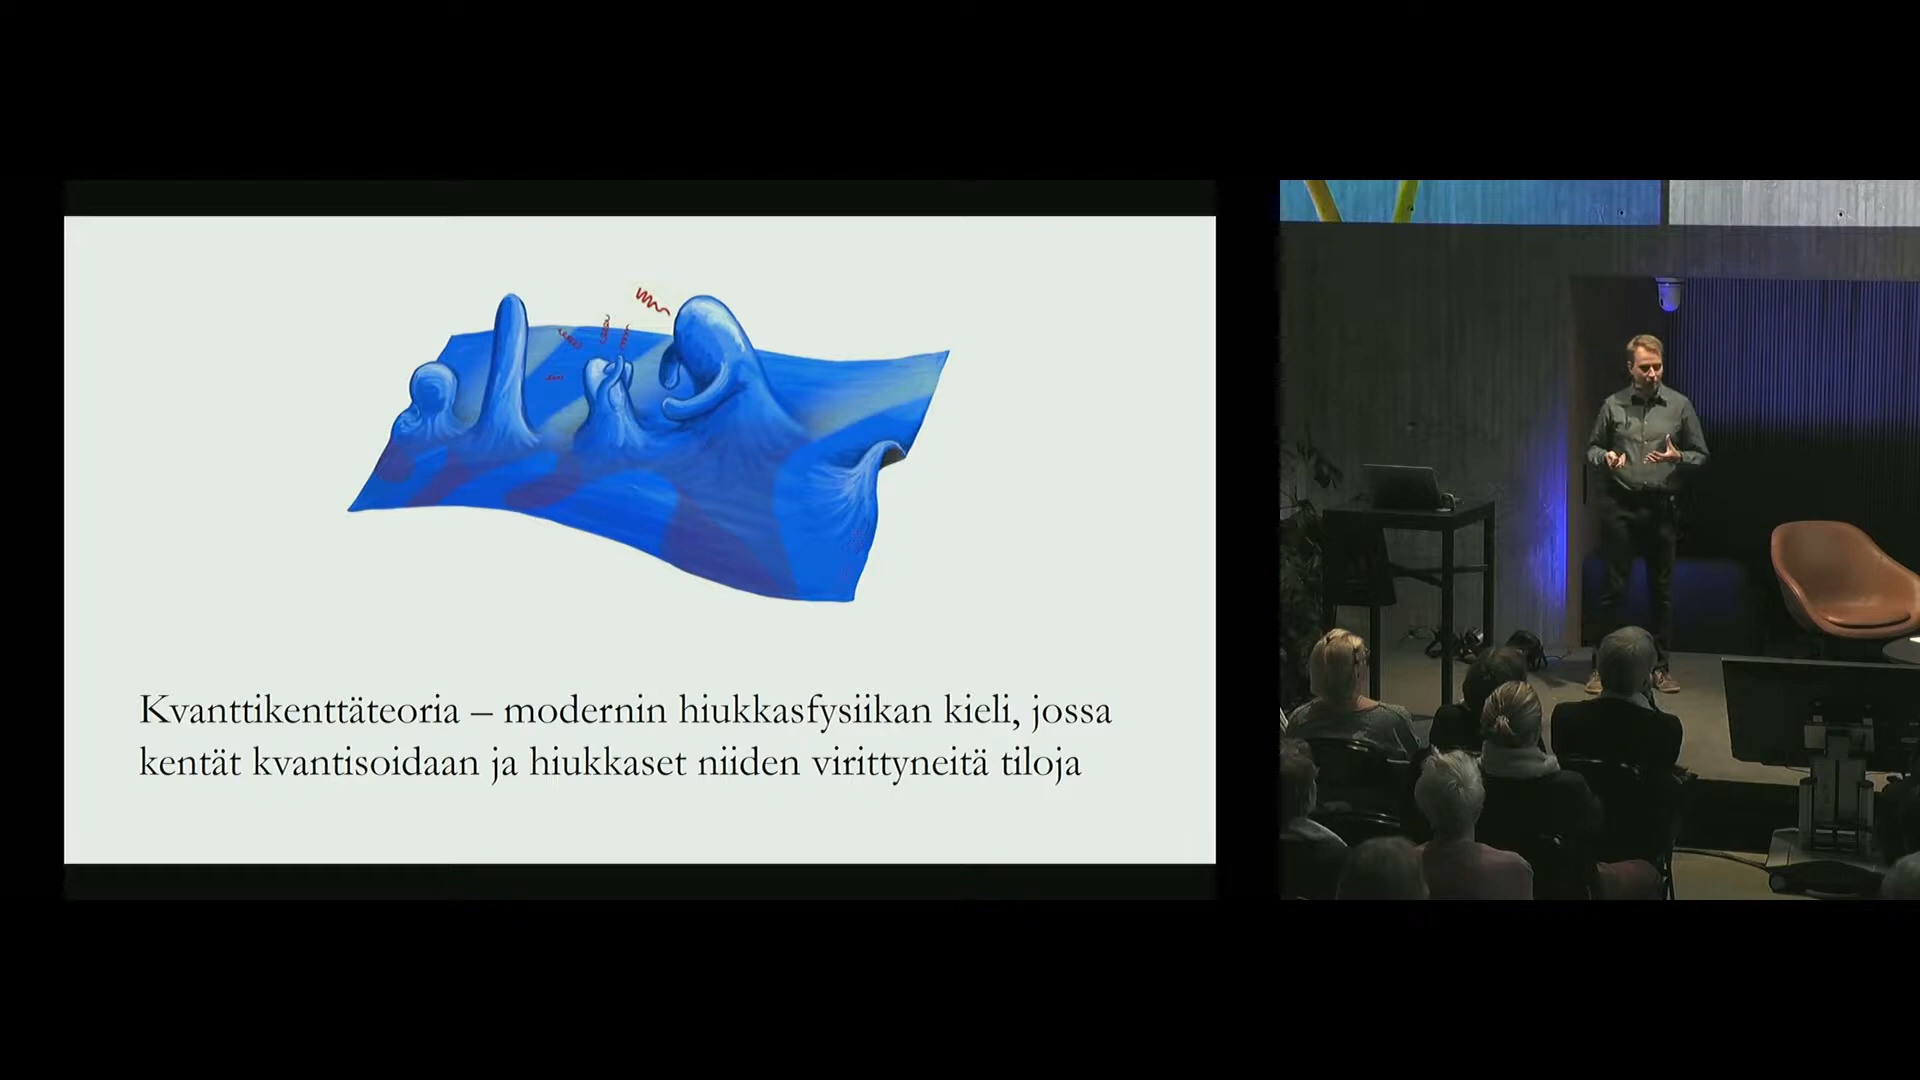 Kvanttikenttäteoria – modernin hiukkasfysiikan kieli, jossa
kentät kvantisoidaan ja hiukkaset niiden virittyneitä tiloja